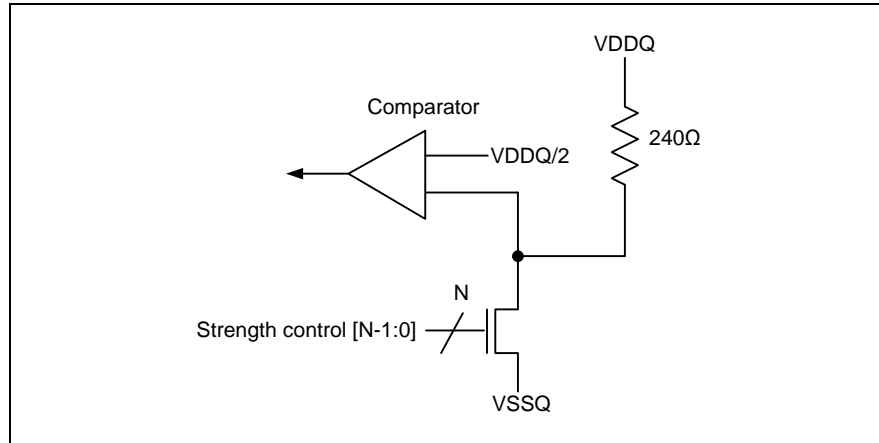 VDDQ
Comparator
240Ω
VDDQ/2
N
Strength control [N-1:0]
VSSQ